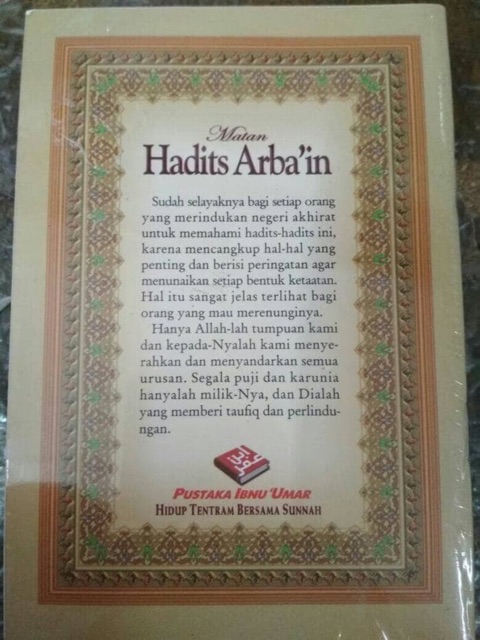 Matan
Hadits Arba'in
Sudah selayaknya bagi setiap orang
yang merindukan negeri akhirat
untuk memahami hadits-hadits ini,
karena mencangkup hal-hal yang
penting dan berisi peringatan agar
menunaikan setiap bentuk ketaatan.
Hal itu sangat jelas terlihat bagi
orang yang mau merenunginya.
Hanya Allah-lah tumpuan kami
dan kepada-Nyalah kami menye-
rahkan dan menyandarkan semua
urusan. Segala puji dan karunia
hanyalah milik-Nya, dan Dialah
yang memberi taufiq dan perlindu-
ngan.
PUSTAKA IBNU 'UMAR
HIDUP TENTRAM BERSAMA SUNNAH